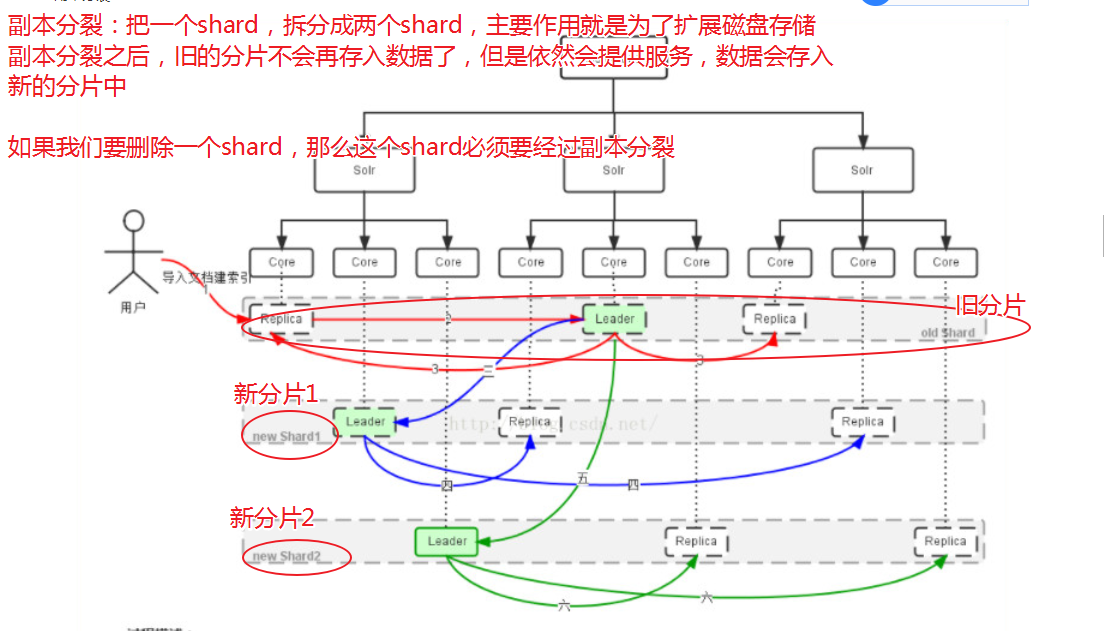 副本分裂：把一个shard，拆分成两个shard，主要作用就是为了扩展磁盘存储
副本分裂之后，旧的分片不会再存入数据了，但是依然会提供服务，数据会存入
新的分片中
如果我们要删除一个shard，那么这个shard必须要经过副本分裂
Solr Solr Solr
Core Core Core Core Core Core Core Core Core
导入文档建索引
1
用户
旧分片
Replica 2 Leader Replica
old Shard
3 三 3
新分片1
Leader Replica Replica
http://blog.csdn.net/
new Shard1
四 五 四
新分片2
Leader Replica Replica
new Shard2
六 六